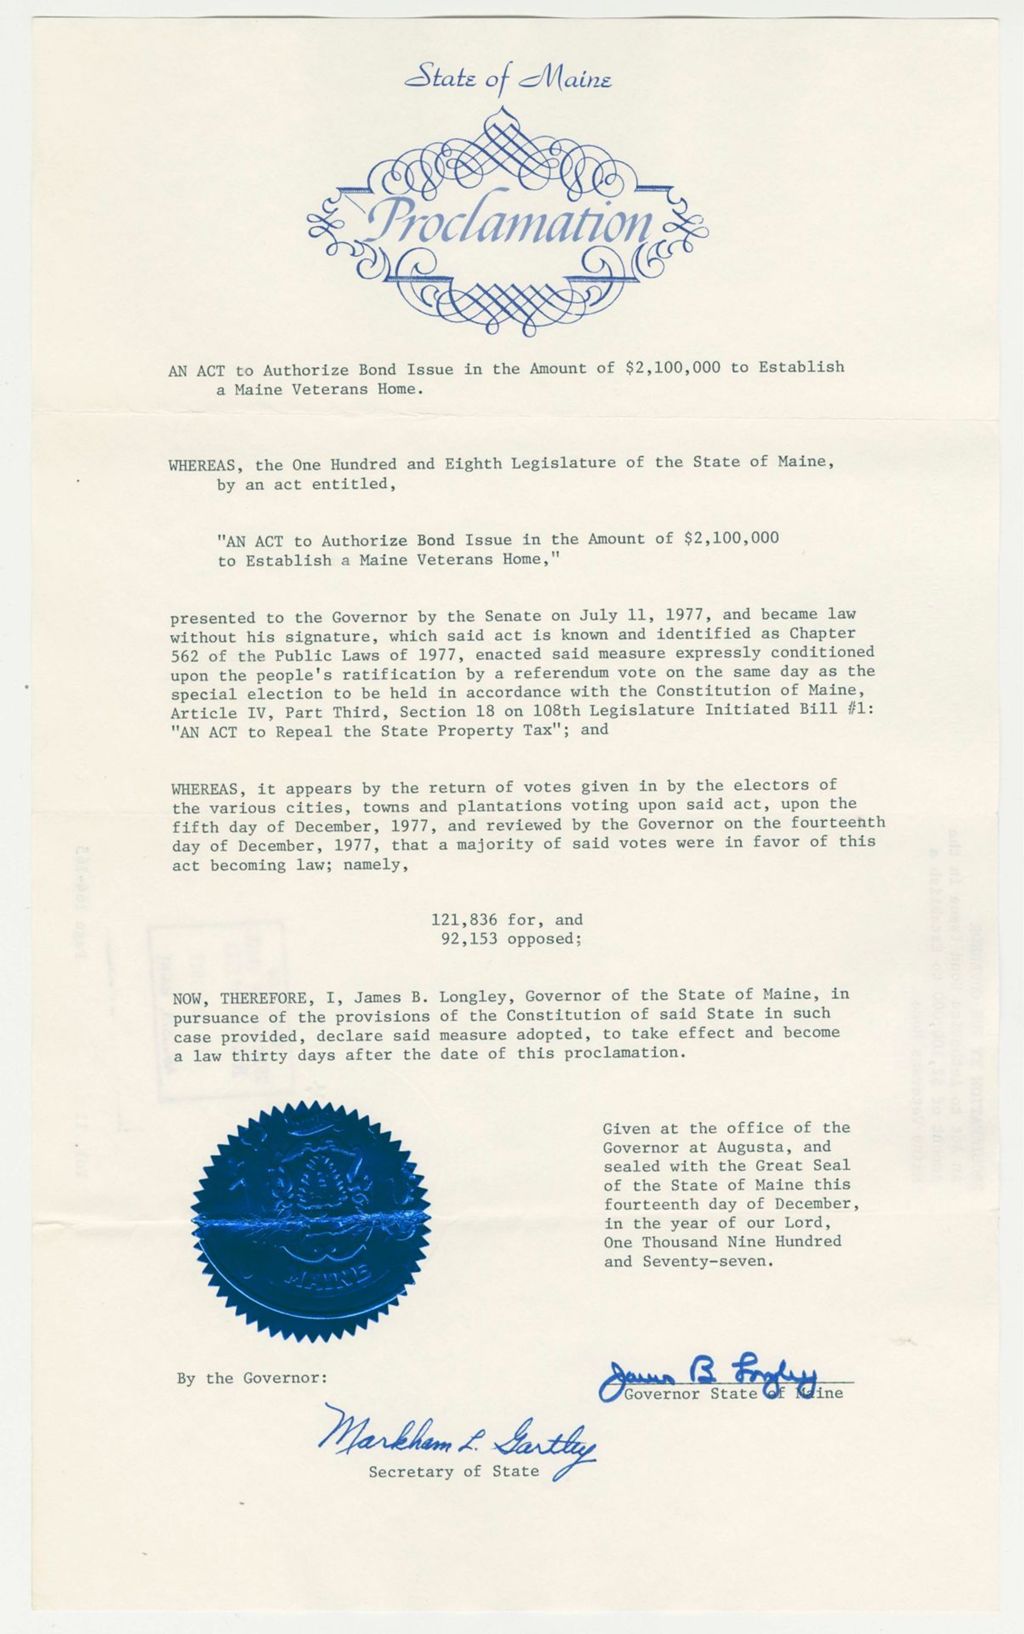 State of Maine
Proclamation
AN ACT to Authorize Bond Issue in the Amount of $2,100,000 to Establish
a Maine Veterans Home.
WHEREAS, the One Hundred and Eighth Legislature of the State of Maine,
by an act entitled,
"AN ACT to Authorize Bond Issue in the Amount of $2,100,000
to Establish a Maine Veterans Home,"
presented to the Governor by the Senate on July 11, 1977, and became law
without his signature, which said act is known and identified as Chapter
562 of the Public Laws of 1977, enacted said measure expressly conditioned
upon the people's ratification by a referendum vote on the same day as the
special election to be held in accordance with the Constitution of Maine,
Article IV, Part Third, Section 18 on 108th Legislature Initiated Bill #1:
"AN ACT to Repeal the State Property Tax"; and
WHEREAS, it appears by the return of votes given in by the electors of
the various cities, towns and plantations voting upon said act, upon the
fifth day of December, 1977, and reviewed by the Governor on the fourteenth
day of December, 1977, that a majority of said votes were in favor of this
act becoming law; namely,
121,836 for, and
92,153 opposed;
NOW, THEREFORE, I, James B. Longley, Governor of the State of Maine, in
pursuance of the provisions of the Constitution of said State in such
case provided, declare said measure adopted, to take effect and become
a law thirty days after the date of this proclamation.
Given at the office of the
Governor at Augusta, and
sealed with the Great Seal
of the State of Maine this
fourteenth day of December,
in the year of our Lord,
One Thousand Nine Hundred
and Seventy-seven.
MAINE
By the Governor:
James B Longley
Governor State of Maine
Markham L. Gartley
Secretary of State